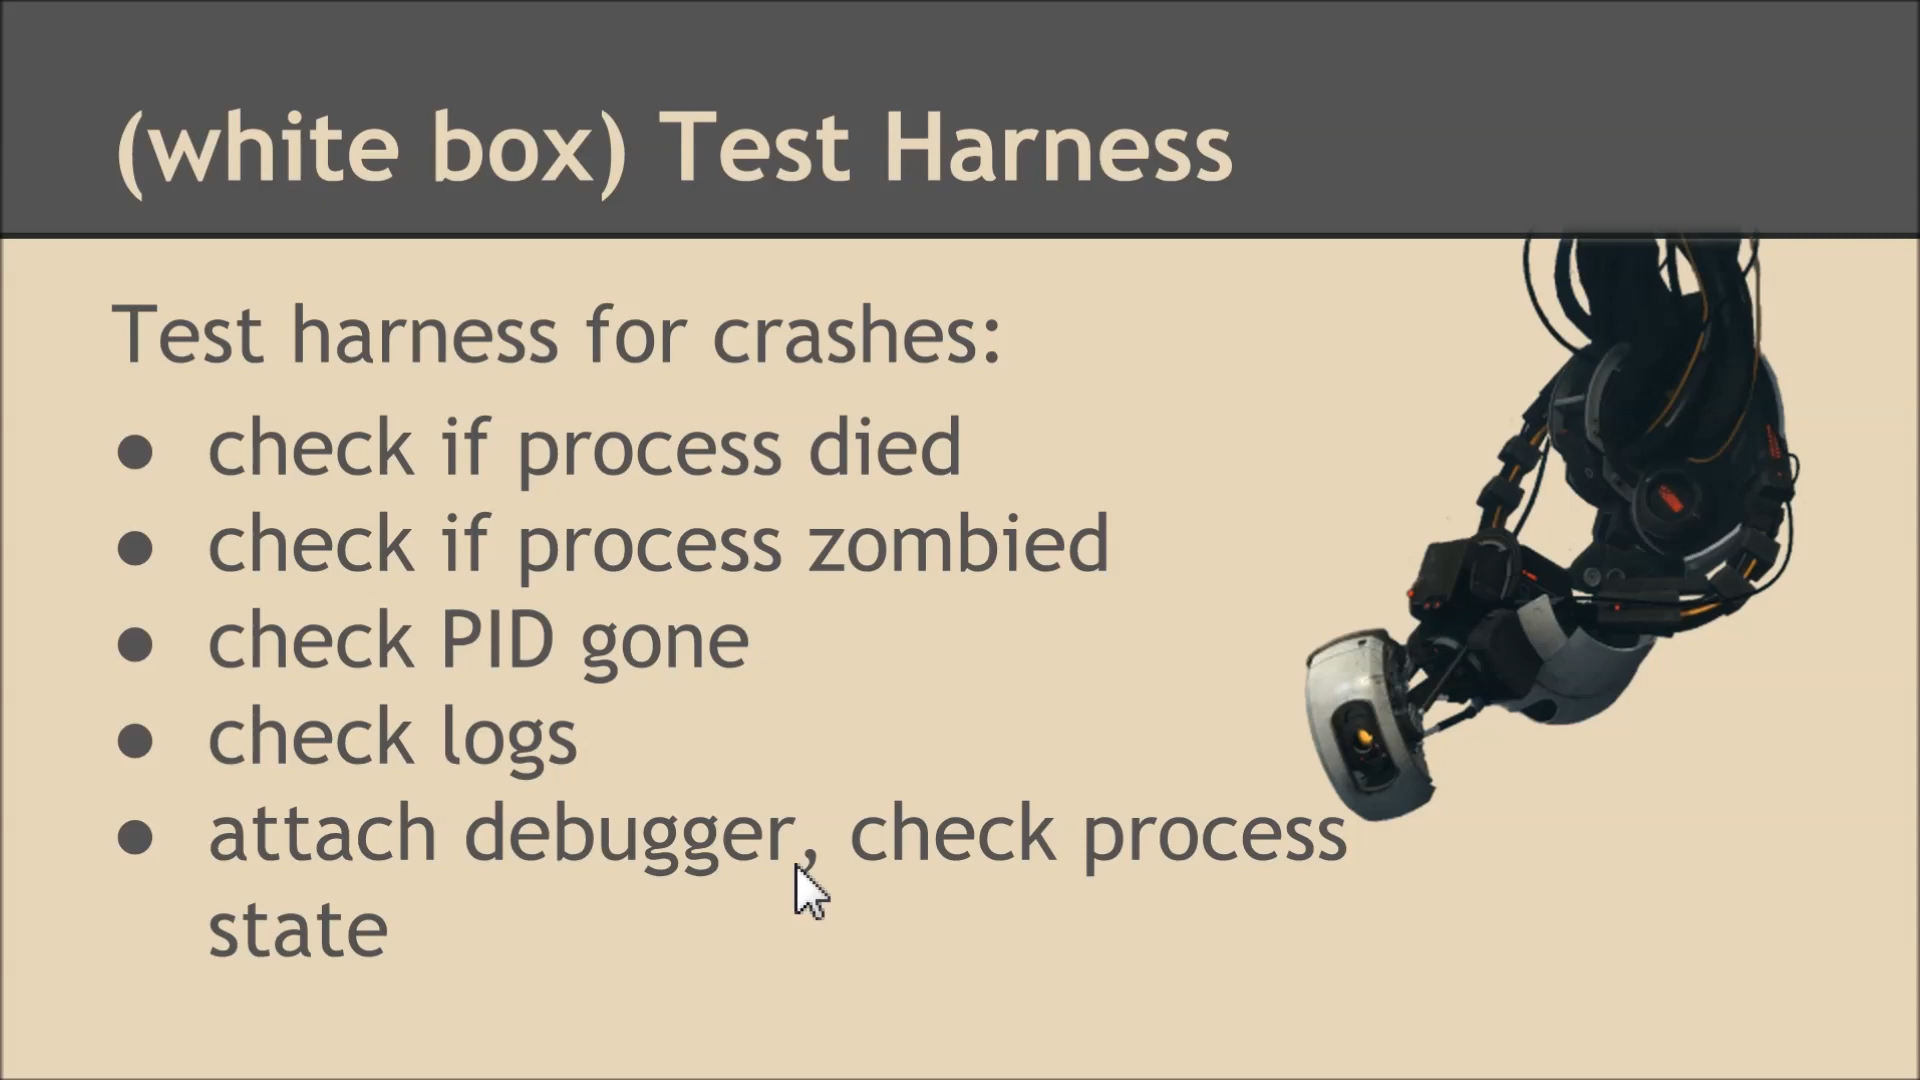 (white box) Test Harness
Test harness for crashes:
● check if process died
● check if process zombied
● check PID gone
● check logs
● attach debugger, check process
state